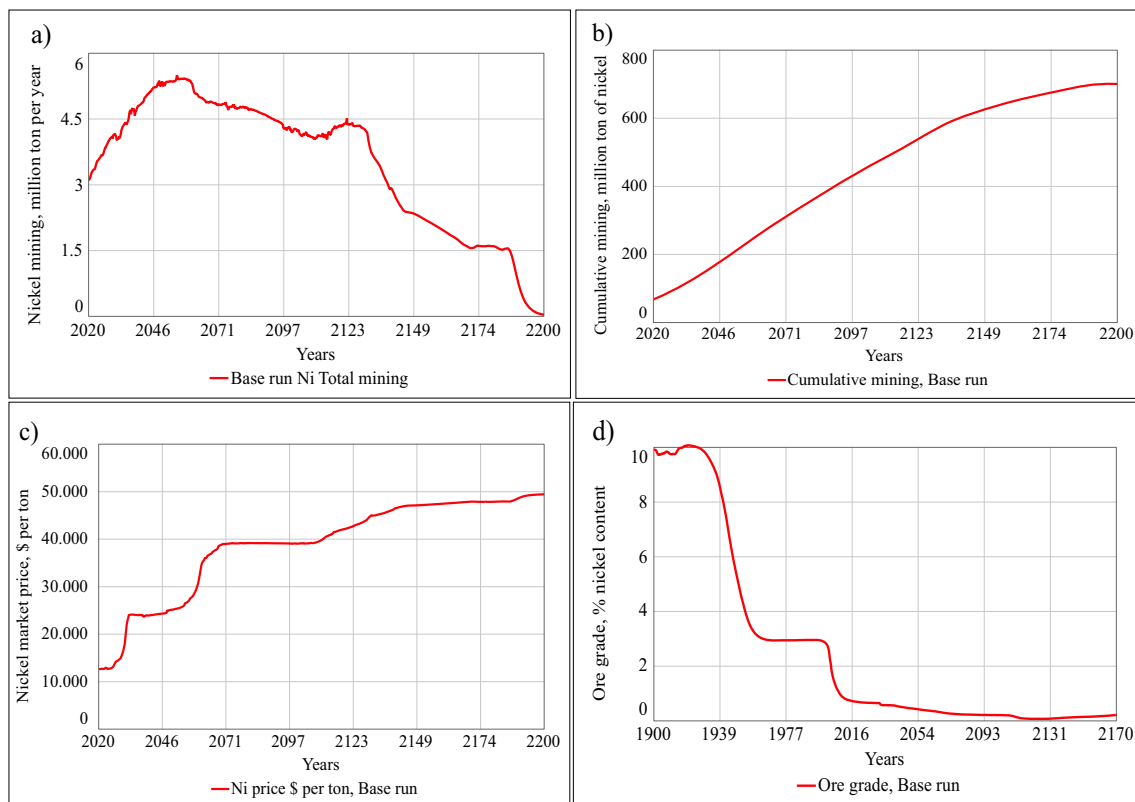 a)
Nickel mining, million ton per year
6
4.5
3
1.5
0
2020 2046 2071 2097 2123 2149 2174 2200
Years
Base run Ni Total mining
b)
Cumulative mining, million ton of nickel
800
600
400
200
0
2020 2046 2071 2097 2123 2149 2174 2200
Years
Cumulative mining, Base run
c)
Nickel market price, $ per ton
60.000
50.000
40.000
30.000
20.000
10.000
0
2020 2046 2071 2097 2123 2149 2174 2200
Years
Ni price $ per ton, Base run
d)
Ore grade, % nickel content
10
8
6
4
2
0
1900 1939 1977 2016 2054 2093 2131 2170
Years
Ore grade, Base run